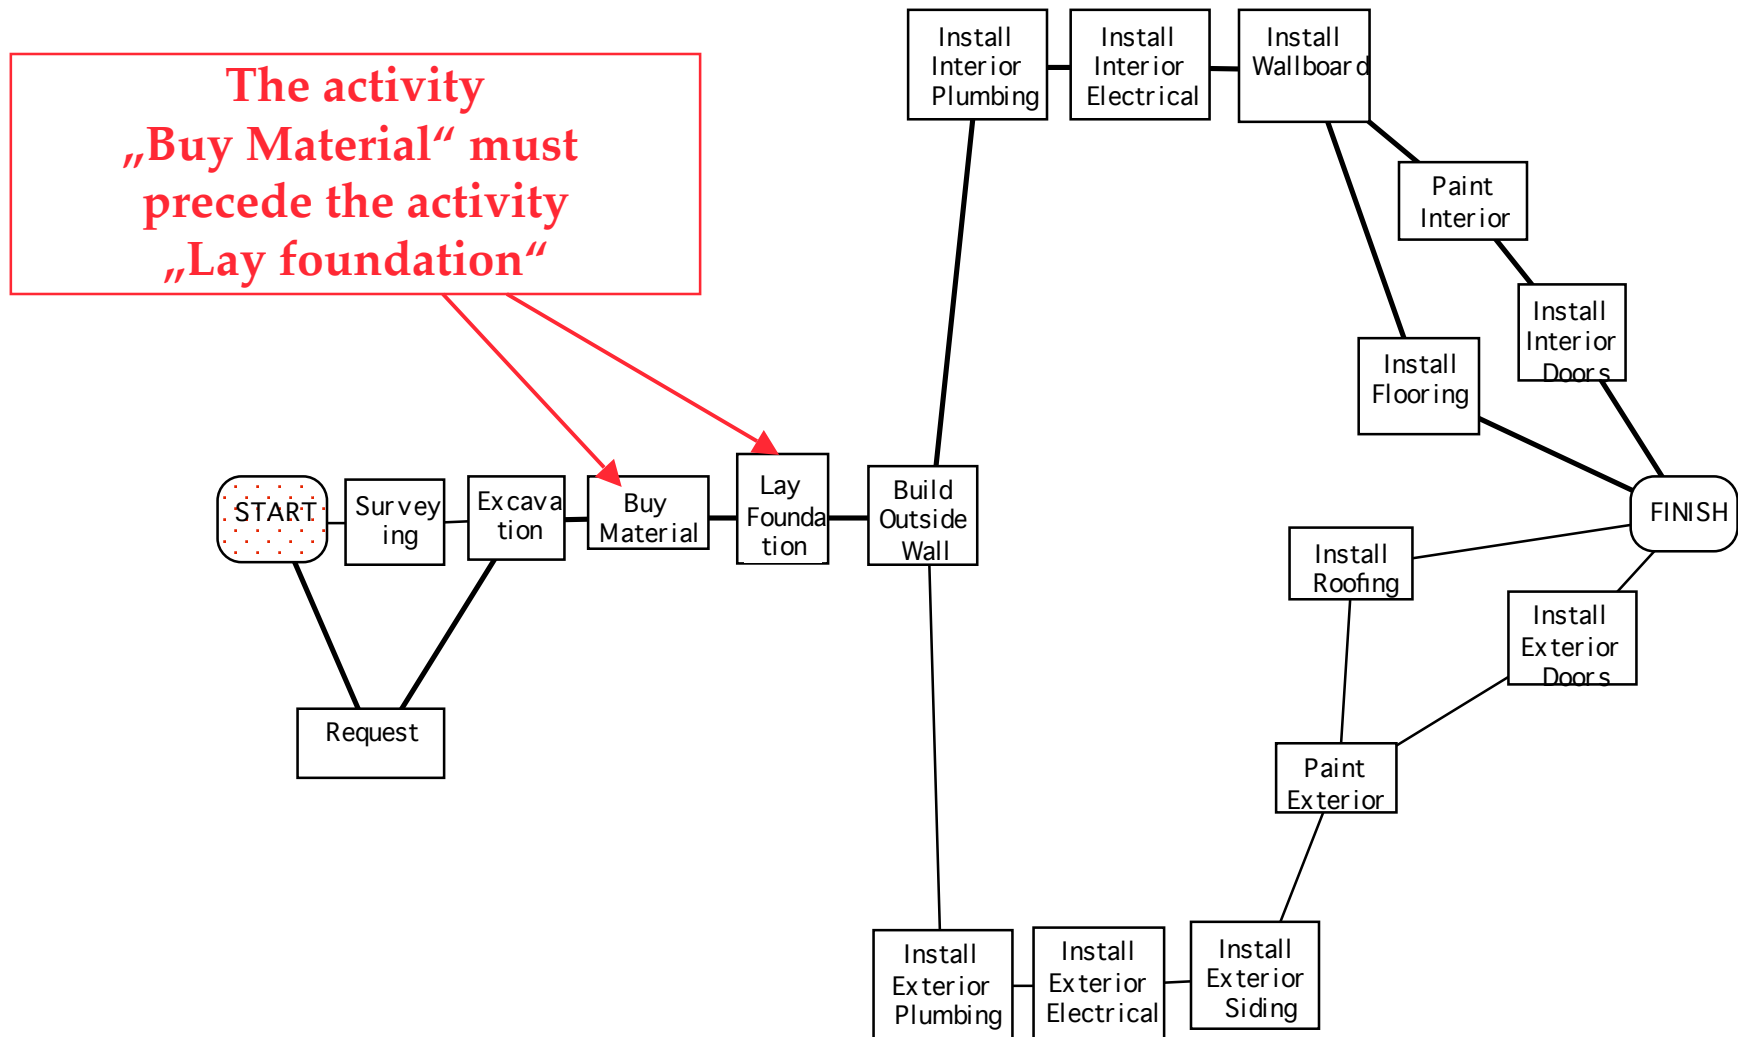 The activity
„Buy Material“ must
precede the activity
„Lay foundation“
Install
Interior
Plumbing
Install
Interior
Electrical
Install
Wallboard
Paint
Interior
Install
Interior
Doors
Install
Flooring
START
Survey
ing
Excava
tion
Buy
Material
Lay
Founda
tion
Build
Outside
Wall
FINISH
Install
Roofing
Install
Exterior
Doors
Request
Paint
Exterior
Install
Exterior
Plumbing
Install
Exterior
Electrical
Install
Exterior
Siding